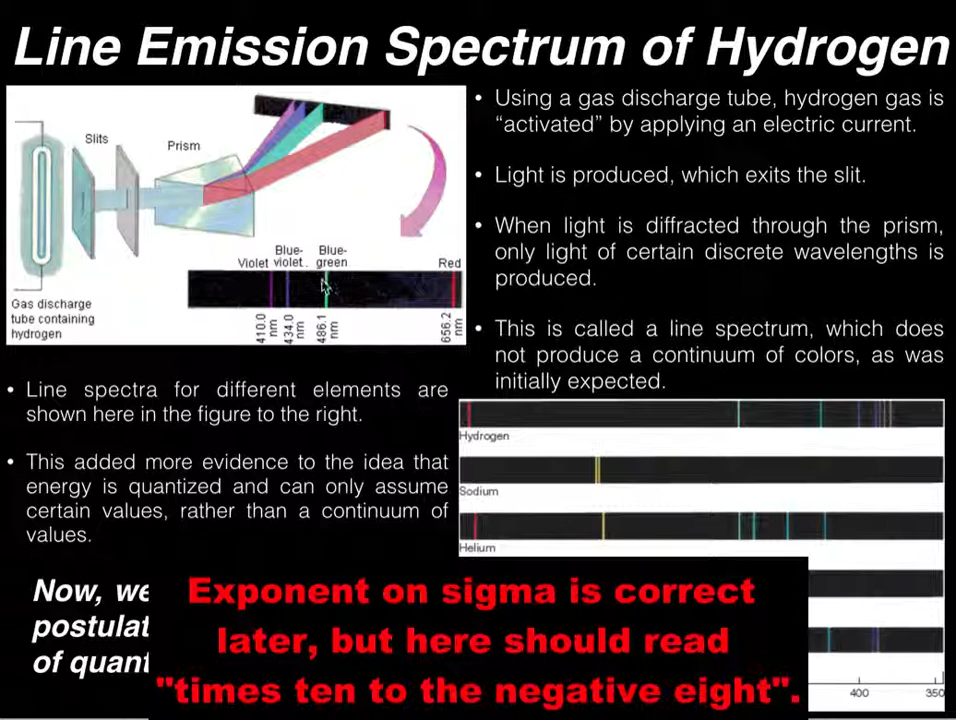 Line Emission Spectrum of Hydrogen
Slits
Prism
Blue-
Blue-
Violet
violet
green
Red
410.0
nm
434.0
nm
486.1
nm
656.2
nm
Gas discharge
tube containing
hydrogen
• Using a gas discharge tube, hydrogen gas is
“activated” by applying an electric current.
• Light is produced, which exits the slit.
• When light is diffracted through the prism,
only light of certain discrete wavelengths is
produced.
• This is called a line spectrum, which does
not produce a continuum of colors, as was
initially expected.
• Line spectra for different elements are
shown here in the figure to the right.
• This added more evidence to the idea that
energy is quantized and can only assume
certain values, rather than a continuum of
values.
Hydrogen
Sodium
Helium
400
350
Now, we
postulat
of quant
Exponent on sigma is correct
later, but here should read
"times ten to the negative eight".